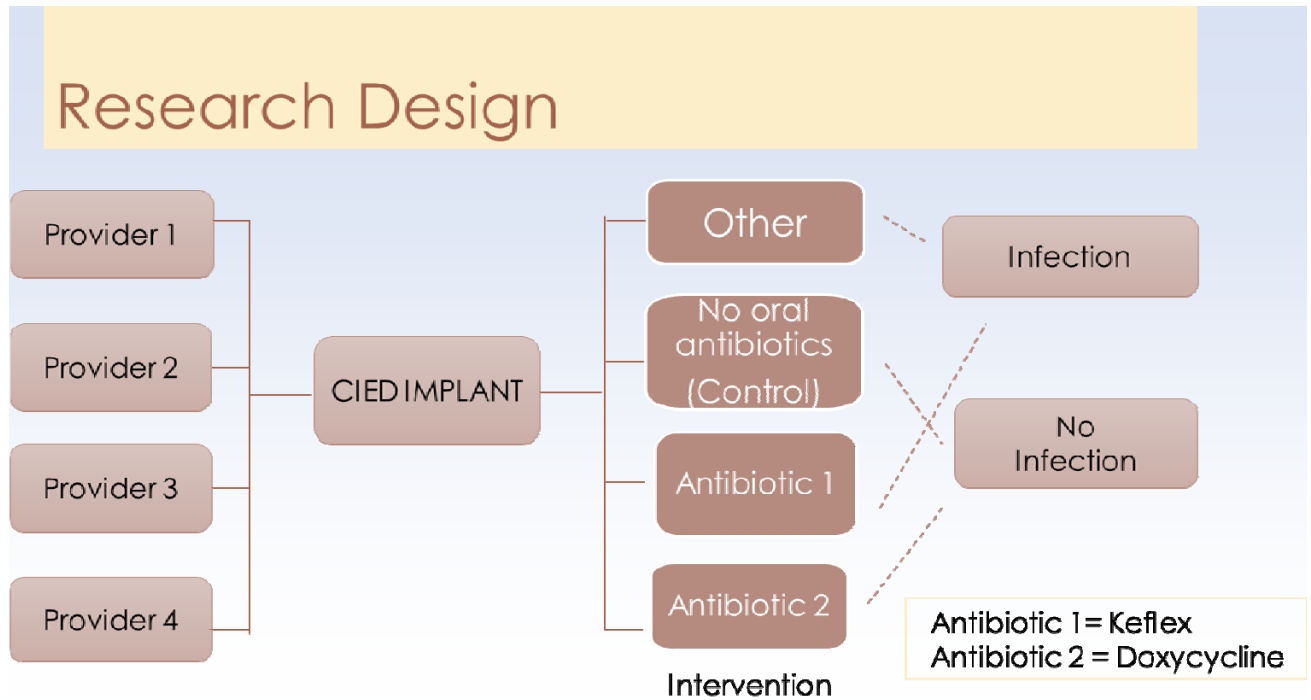 Research Design
Provider 1
Provider 2
Provider 3
Provider 4
CIED IMPLANT
Other
No oral
antibiotics
(Control)
Antibiotic 1
Antibiotic 2
Intervention
Infection
No
Infection
Antibiotic 1= Keflex
Antibiotic 2 = Doxycycline